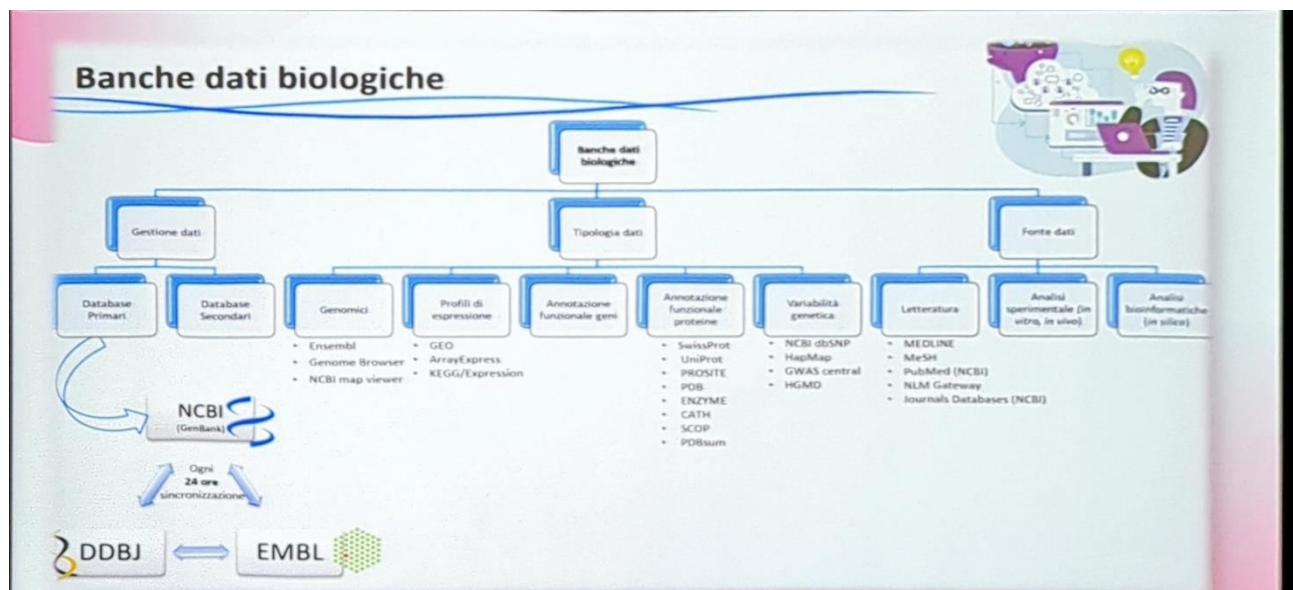 Banche dati biologiche
Banche dati
biologiche
Gestione dati
Tipologia dati
Fonte dati
Database
Primari
Database
Secondari
Genomici
Profili di
espressione
Annotazione
funzionale geni
Annotazione
funzionale
proteine
Variabilità
genetica
Letteratura
Analisi
sperimentale (in
vitro, in vivo)
Analisi
bioinformatiche
(in silico)
• Ensembl
• Genome Browser
• NCBI map viewer
• GEO
• ArrayExpress
• KEGG/Expression
• SwissProt
• UniProt
• PROSITE
• PDB
• ENZYME
• CATH
• SCOP
• PDBsum
• NCBI dbSNP
• HapMap
• GWAS central
• HGMD
• MEDLINE
• MeSH
• PubMed (NCBI)
• NLM Gateway
• Journals Databases (NCBI)
NCBI
(GenBank)
Ogni
24 ore
sincronizzazione
DDBJ
EMBL